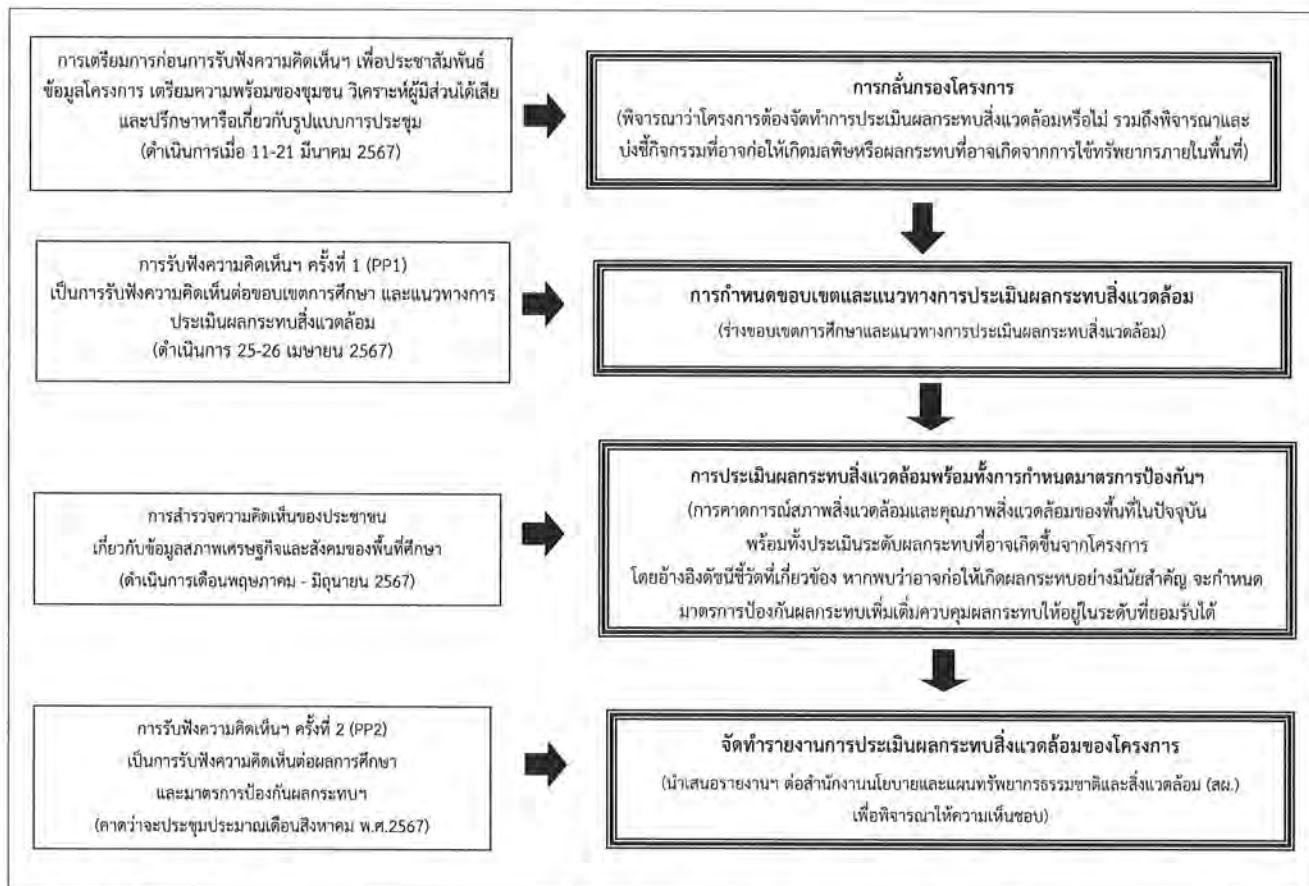 การเตรียมการก่อนการรับฟังความคิดเห็นฯ เพื่อประชาสัมพันธ์
ข้อมูลโครงการ เตรียมความพร้อมของชุมชน วิเคราะห์ผู้มีส่วนได้เสีย
และปรึกษาหารือเกี่ยวกับรูปแบบการประชุม
(ดำเนินการเมื่อ 11-21 มีนาคม 2567)
การกลั่นกรองโครงการ
(พิจารณาว่าโครงการต้องจัดทำการประเมินผลกระทบสิ่งแวดล้อมหรือไม่ รวมถึงพิจารณาและ
บ่งชี้กิจกรรมที่อาจก่อให้เกิดมลพิษหรือผลกระทบที่อาจเกิดจากการใช้ทรัพยากรภายในพื้นที่)
การรับฟังความคิดเห็นฯ ครั้งที่ 1 (PP1)
เป็นการรับฟังความคิดเห็นต่อขอบเขตการศึกษา และแนวทางการ
ประเมินผลกระทบสิ่งแวดล้อม
(ดำเนินการ 25-26 เมษายน 2567)
การกำหนดขอบเขตและแนวทางการประเมินผลกระทบสิ่งแวดล้อม
(ร่างขอบเขตการศึกษาและแนวทางการประเมินผลกระทบสิ่งแวดล้อม)
การสำรวจความคิดเห็นของประชาชน
เกี่ยวกับข้อมูลสภาพเศรษฐกิจและสังคมของพื้นที่ศึกษา
(ดำเนินการเดือนพฤษภาคม - มิถุนายน 2567)
การประเมินผลกระทบสิ่งแวดล้อมพร้อมทั้งการกำหนดมาตรการป้องกันฯ
(การคาดการณ์สภาพสิ่งแวดล้อมและคุณภาพสิ่งแวดล้อมของพื้นที่ในปัจจุบัน
พร้อมทั้งประเมินระดับผลกระทบที่อาจเกิดขึ้นจากโครงการ
โดยอ้างอิงดัชนีชี้วัดที่เกี่ยวข้อง หากพบว่าอาจก่อให้เกิดผลกระทบอย่างมีนัยสำคัญ จะกำหนด
มาตรการป้องกันผลกระทบเพิ่มเติ่มควบคุมผลกระทบให้อยู่ในระดับที่ยอมรับได้
การรับฟังความคิดเห็นฯ ครั้งที่ 2 (PP2)
เป็นการรับฟังความคิดเห็นต่อผลการศึกษา
และมาตรการป้องกันผลกระทบฯ
(คาดว่าจะประชุมประมาณเดือนสิงหาคม พ.ศ.2567)
จัดทำรายงานการประเมินผลกระทบสิ่งแวดล้อมของโครงการ
(นำเสนอรายงานฯ ต่อสำนักงานนโยบายและแผนทรัพยากรธรรมชาติและสิ่งแวดล้อม (สผ.)
เพื่อพิจารณาให้ความเห็นชอบ)